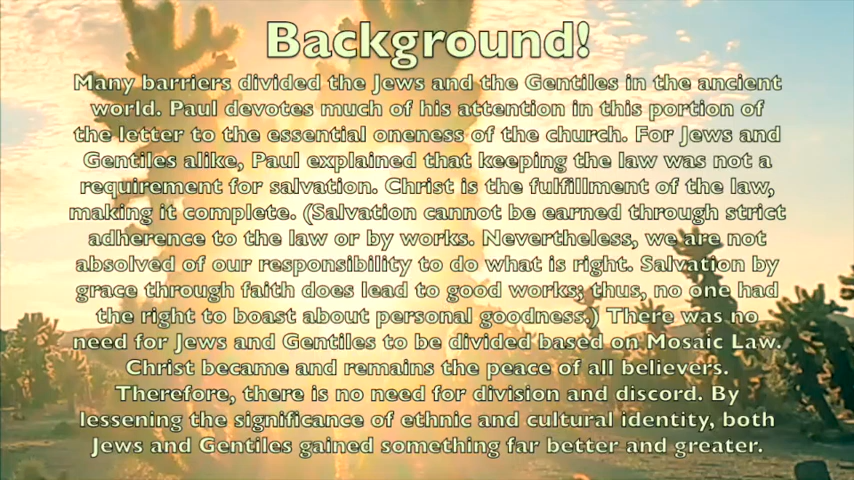 Background!
Many barriers divided the Jews and the Gentiles in the ancient
world. Paul devotes much of his attention in this portion of
the letter to the essential oneness of the church. For Jews and
Gentiles alike, Paul explained that keeping the law was not a
requirement for salvation. Christ is the fulfillment of the law,
making it complete. (Salvation cannot be earned through strict
adherence to the law or by works. Nevertheless, we are not
absolved of our responsibility to do what is right. Salvation by
grace through faith does lead to good works; thus, no one had
the right to boast about personal goodness.) There was no
need for Jews and Gentiles to be divided based on Mosaic Law.
Christ became and remains the peace of all believers.
Therefore, there is no need for division and discord. By
lessening the significance of ethnic and cultural identity, both
Jews and Gentiles gained something far better and greater.